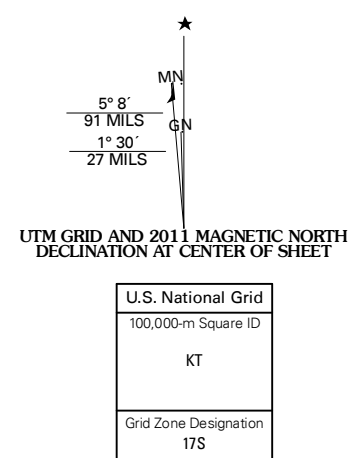 ★
MN
5° 8´
91 MILS
GN
1° 30´
27 MILS
UTM GRID AND 2011 MAGNETIC NORTH
DECLINATION AT CENTER OF SHEET
U.S. National Grid
100,000-m Square ID
KT
Grid Zone Designation
17S